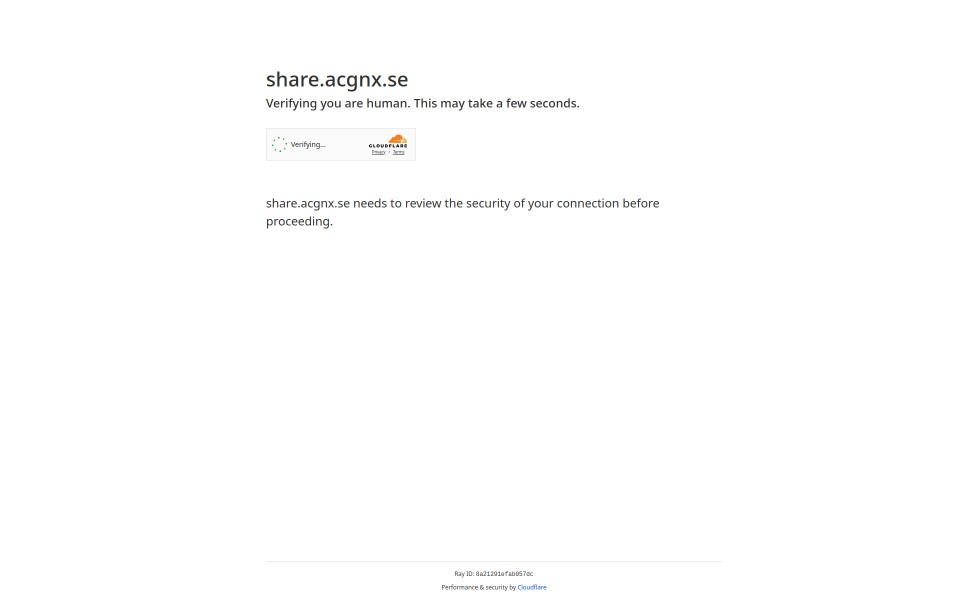 share.acgnx.se
Verifying you are human. This may take a few seconds.
Verifying...
CLOUDFLARE
Privacy • Terms
share.acgnx.se needs to review the security of your connection before
proceeding.
Ray ID: 8a21291efab057dc
Performance & security by Cloudflare